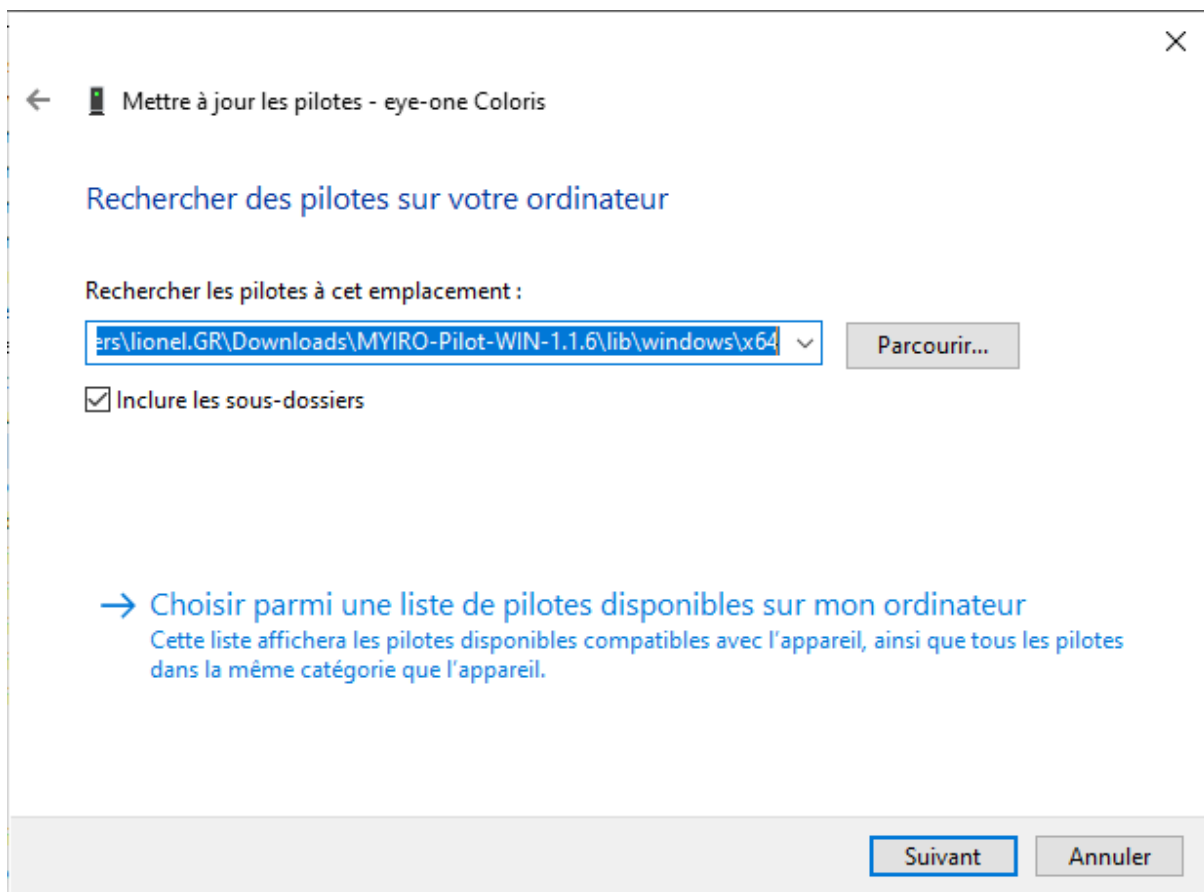 Mettre à jour les pilotes - eye-one Coloris
Rechercher des pilotes sur votre ordinateur
Rechercher les pilotes à cet emplacement :
ers\lionel.GR\Downloads\MYIRO-Pilot-WIN-1.1.6\lib\windows\x64
Parcourir...
Inclure les sous-dossiers
Choisir parmi une liste de pilotes disponibles sur mon ordinateur
Cette liste affichera les pilotes disponibles compatibles avec l’appareil, ainsi que tous les pilotes
dans la même catégorie que l’appareil.
Suivant
Annuler